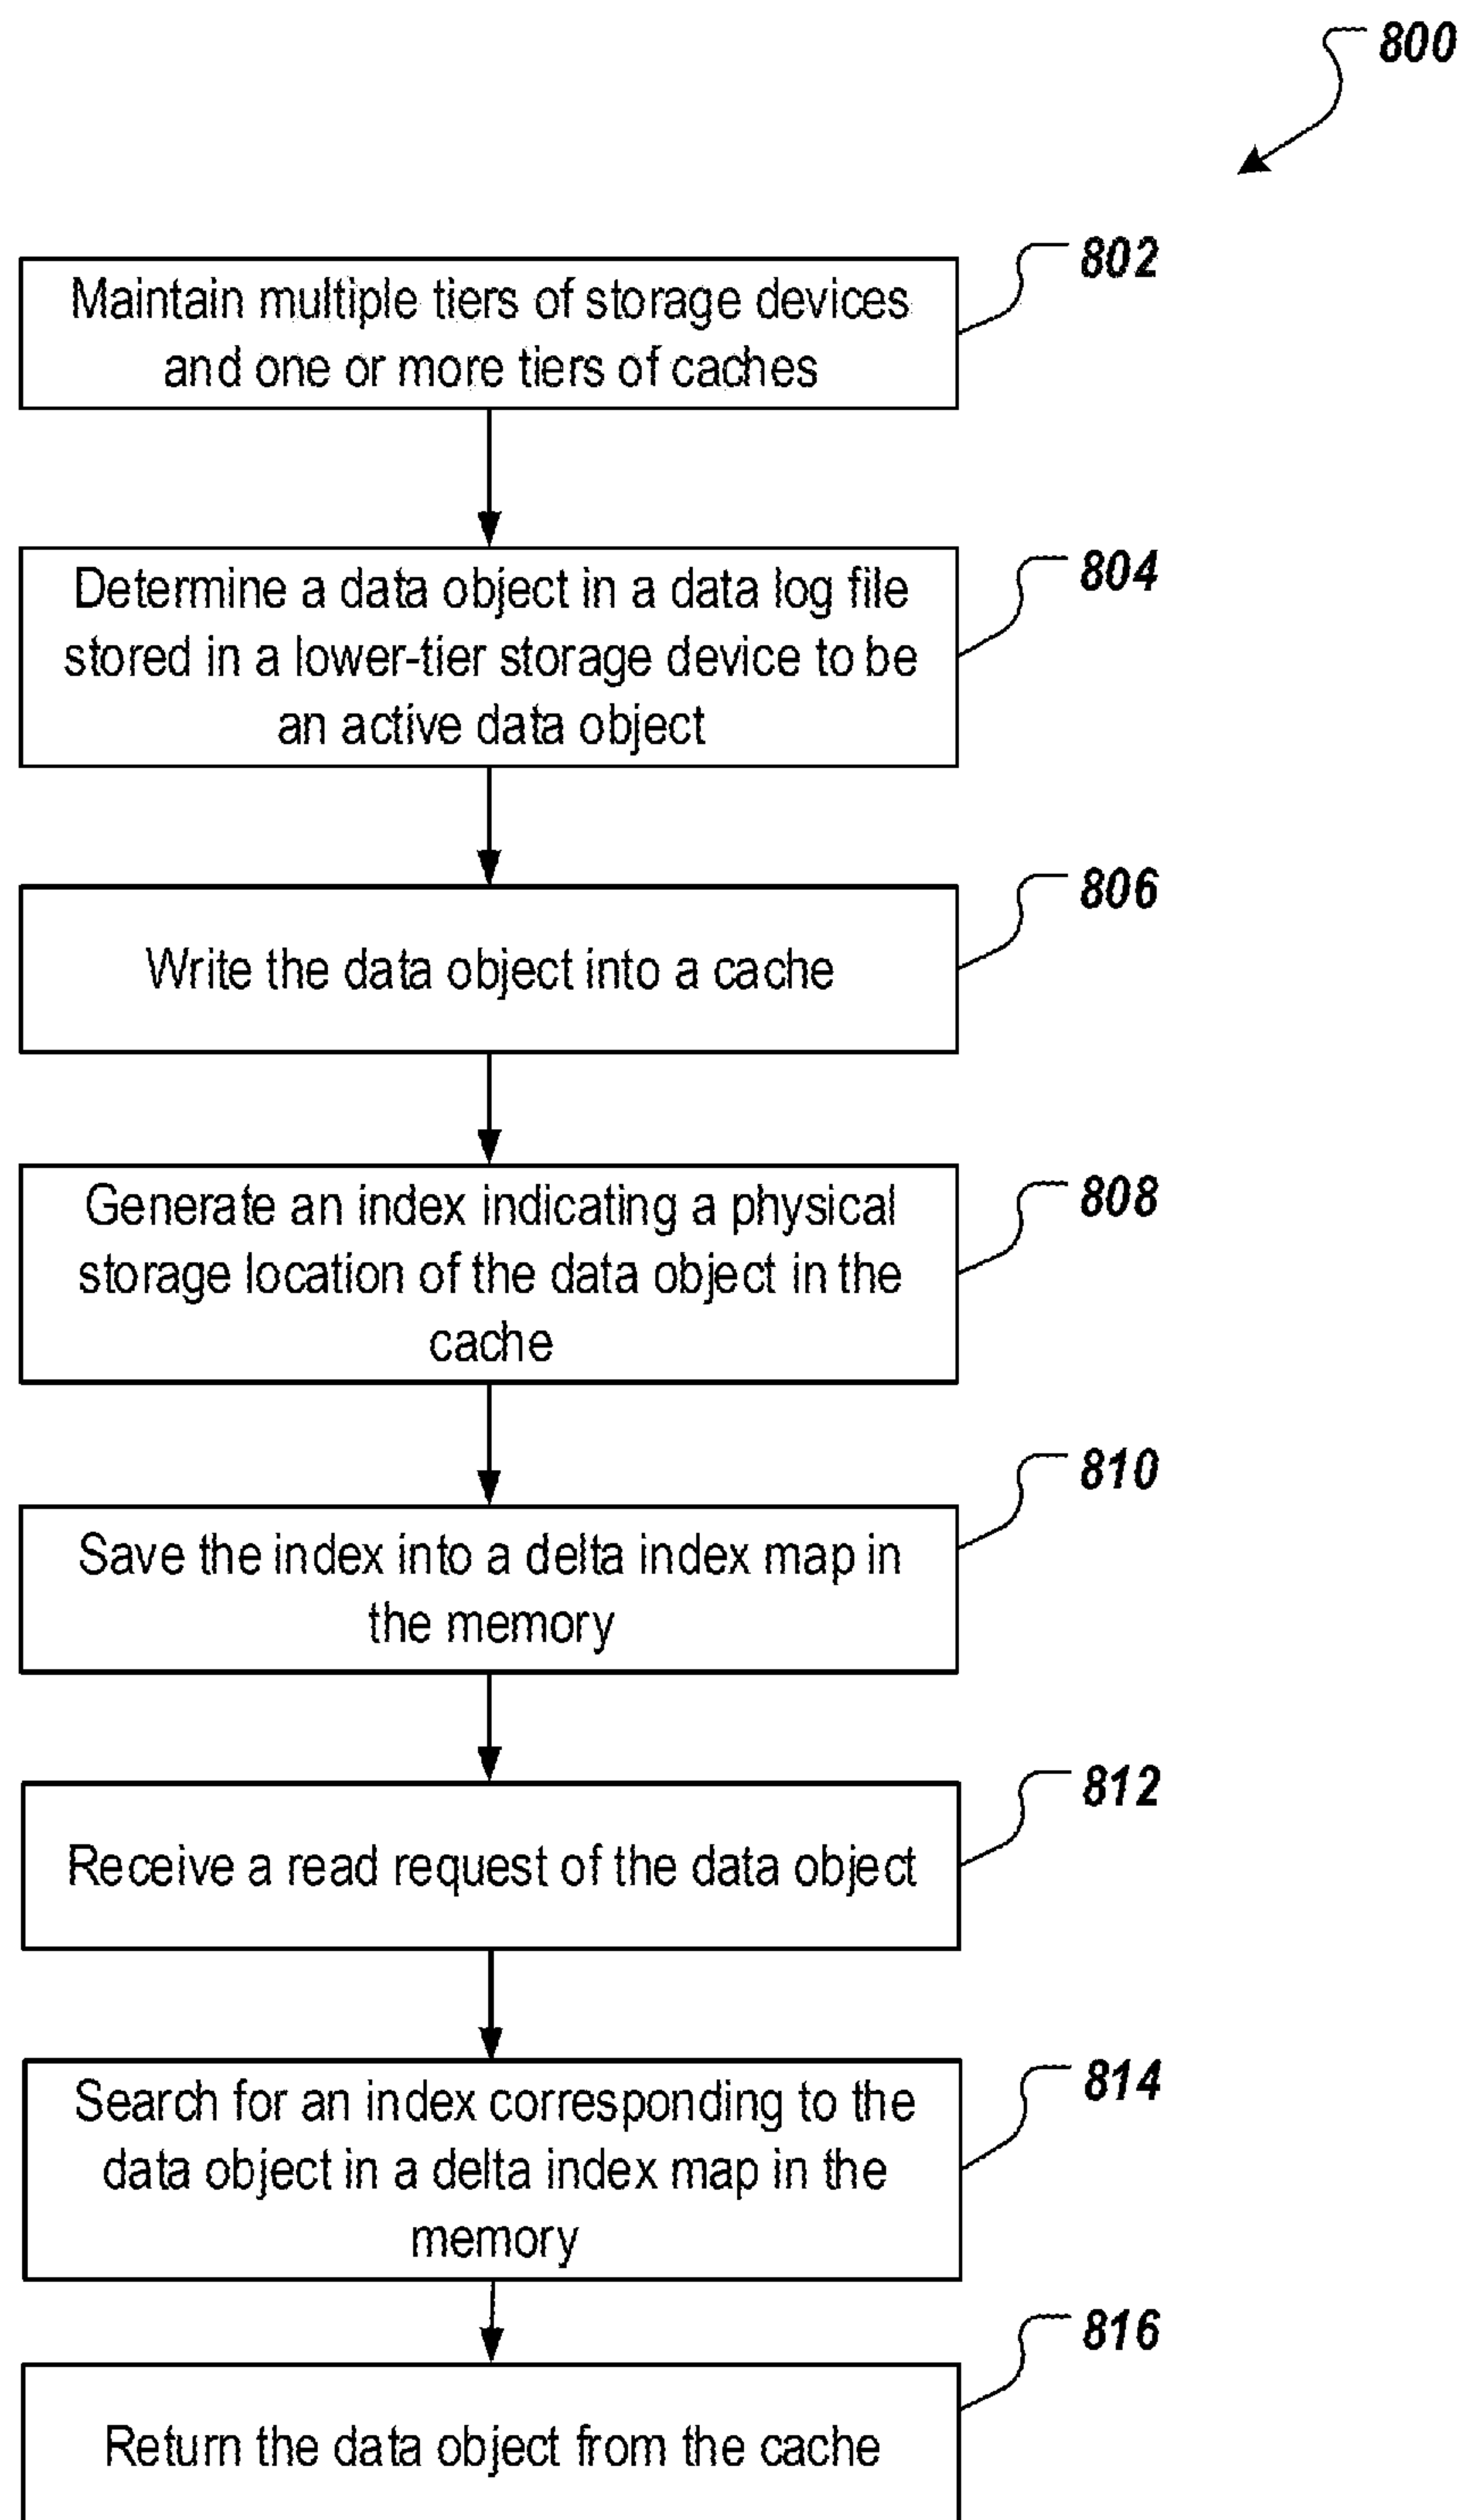 800
802
Maintain multiple tiers of storage devices
and one or more tiers of caches
804
Determine a data object in a data log file
stored in a lower-tier storage device to be
an active data object
806
Write the data object into a cache
808
Generate an index indicating a physical
storage location of the data object in the
cache
810
Save the index into a delta index map in
the memory
812
Receive a read request of the data object
814
Search for an index corresponding to the
data object in a delta index map in the
memory
816
Return the data object from the cache